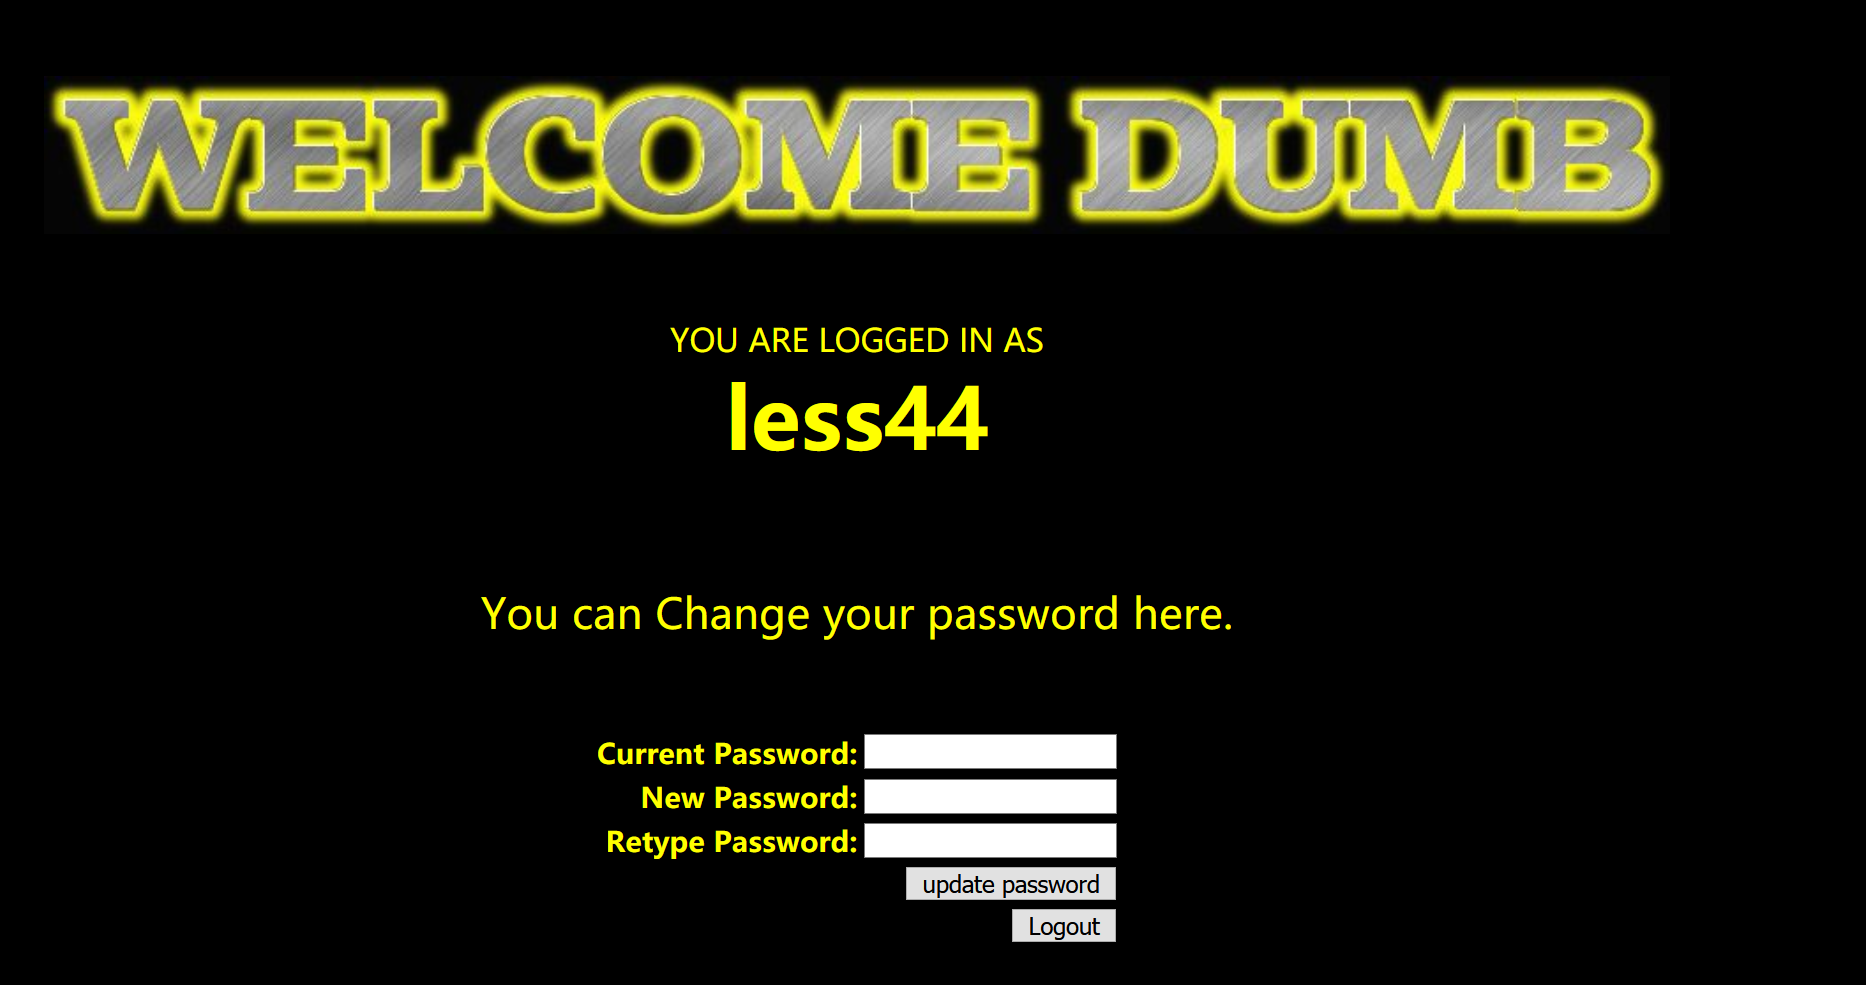 WELCOME DUMB
YOU ARE LOGGED IN AS
less44
You can Change your password here.
Current Password:
New Password:
Retype Password:
update password
Logout